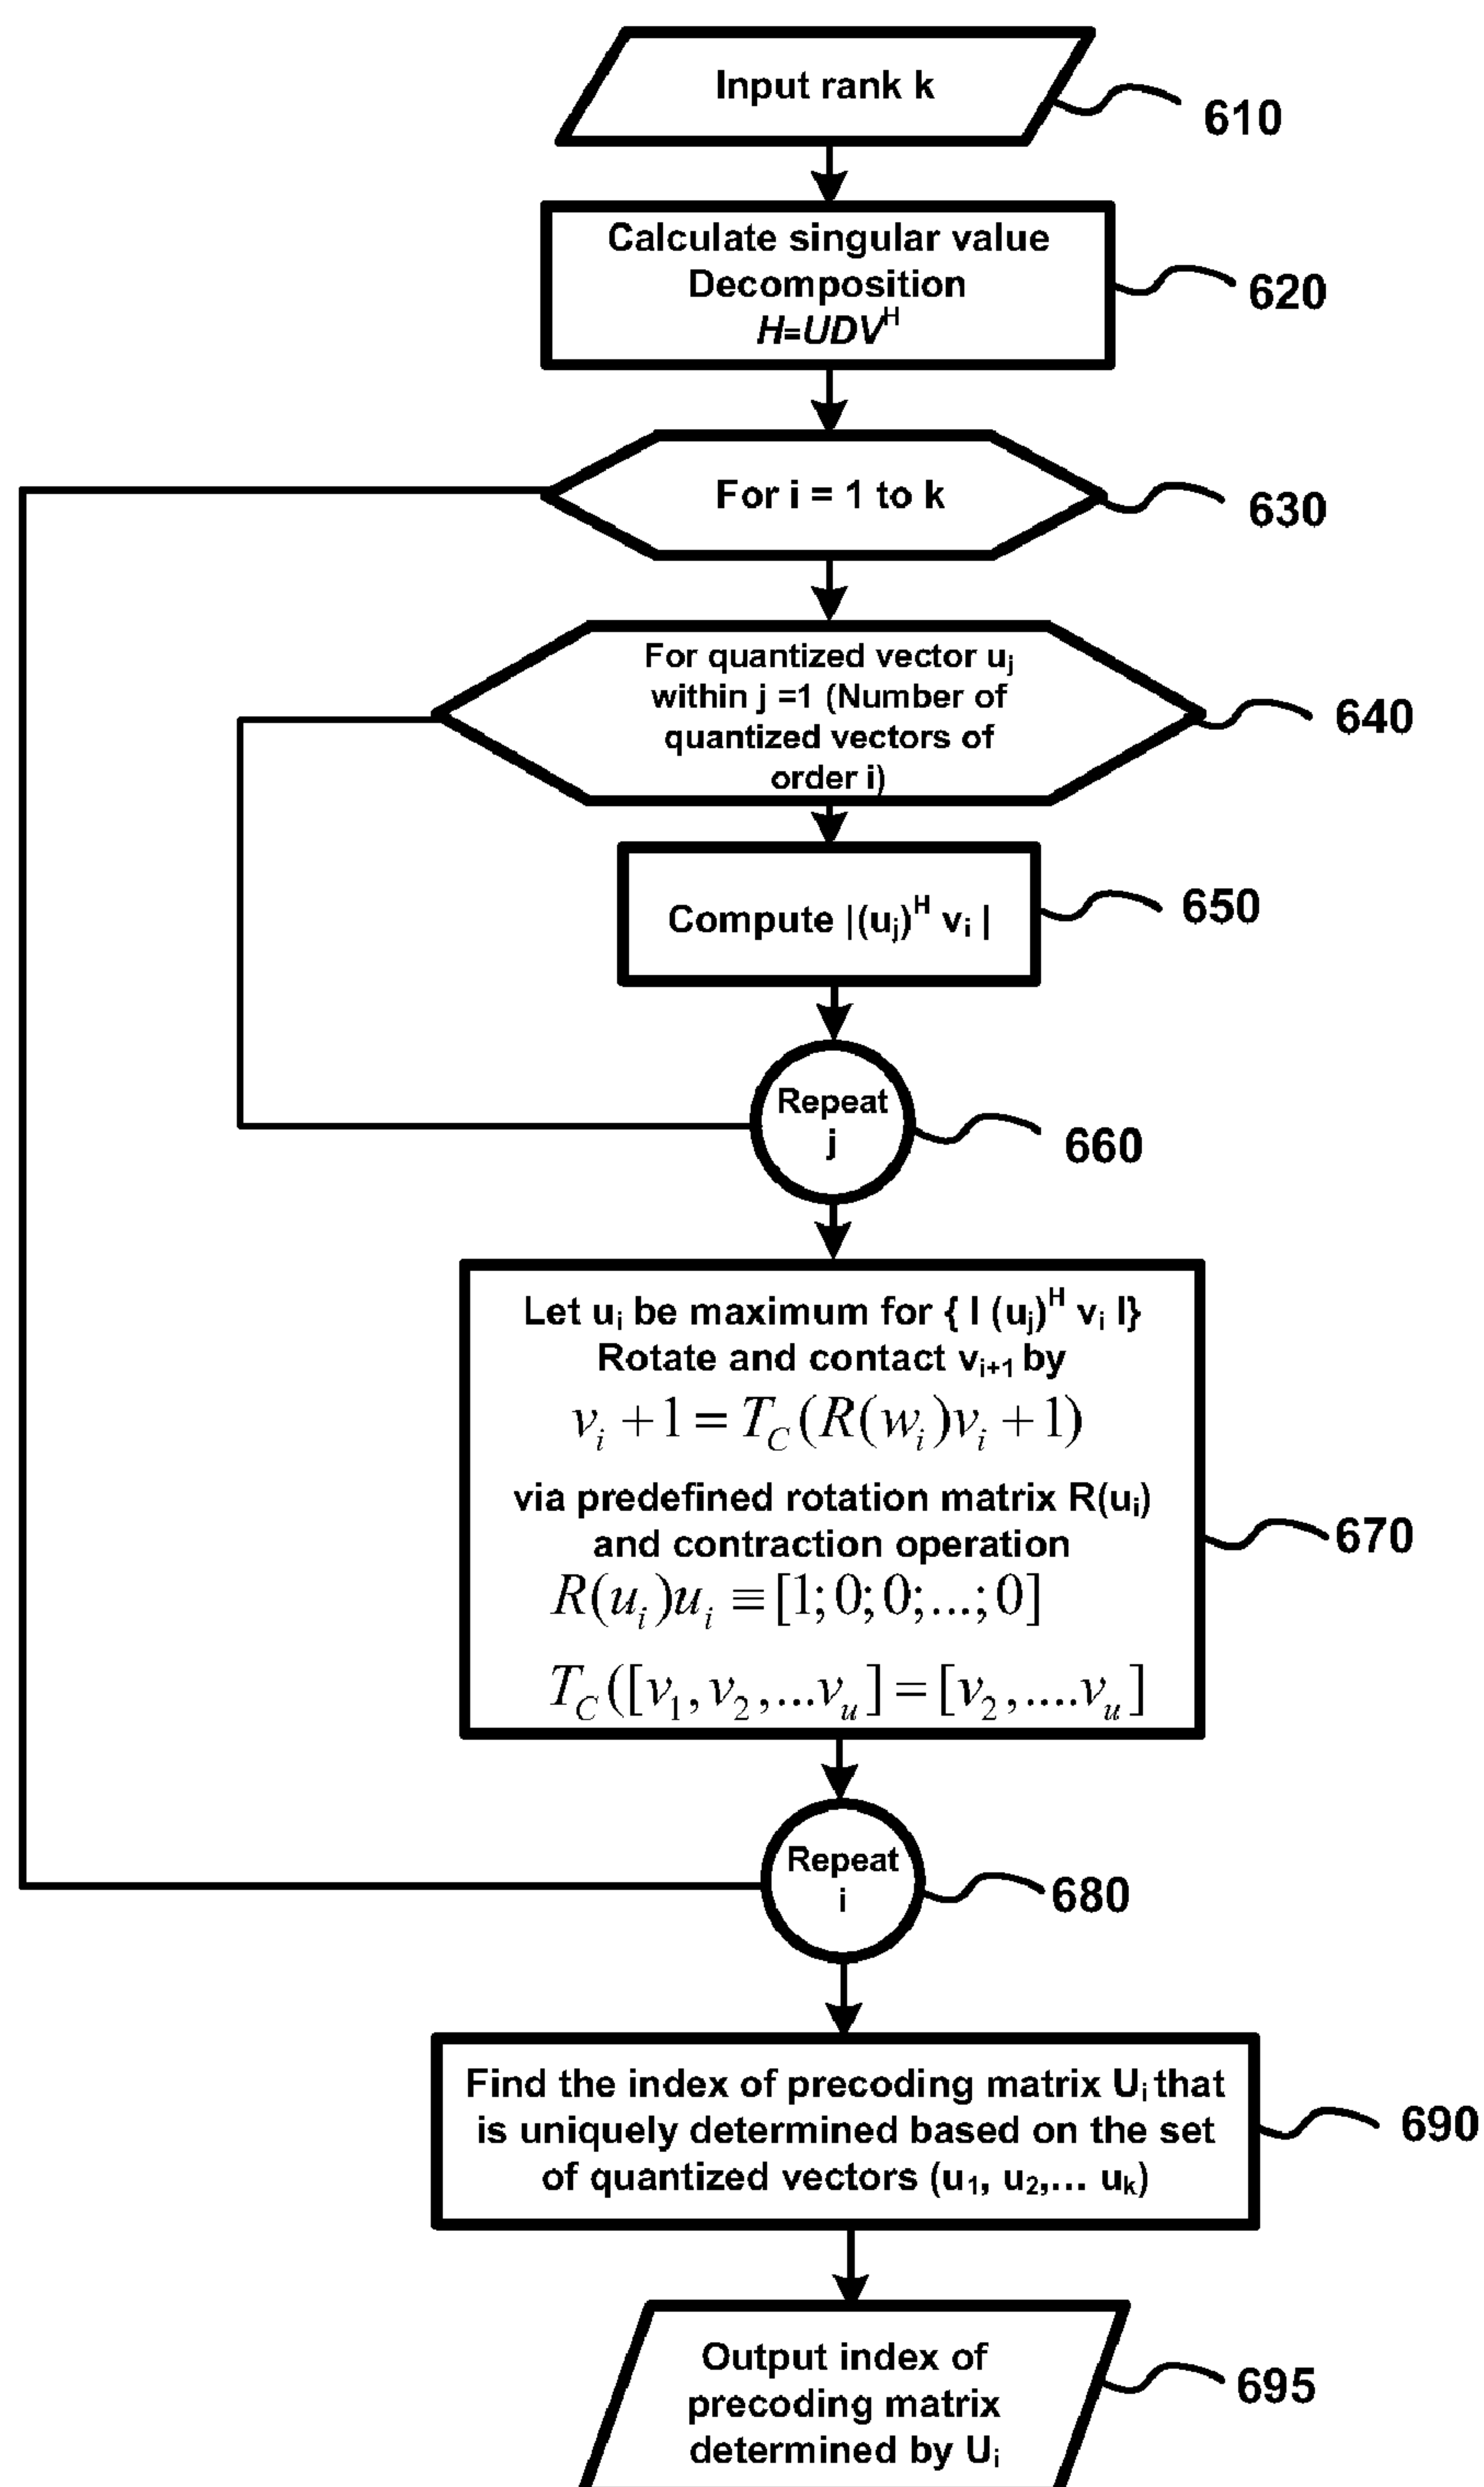 Input rank k
610
Calculate singular value
Decomposition
H=UDV^H
620
For i = 1 to k
630
For quantized vector u_j
within j =1 (Number of
quantized vectors of
order i)
640
Compute |(u_j)^H v_i |
650
Repeat
j
660
Let u_i be maximum for { I (u_j)^H v_i I}
Rotate and contact v_{i+1} by
v_i + 1 = T_C(R(w_i)v_i + 1)
via predefined rotation matrix R(u_i)
and contraction operation
R(u_i)u_i ≡ [1;0;0;...;0]
T_C([v_1,v_2,...v_u] = [v_2,....v_u]
670
Repeat
i
680
Find the index of precoding matrix U_i that
is uniquely determined based on the set
of quantized vectors (u_1, u_2,... u_k)
690
Output index of
precoding matrix
determined by U_i
695